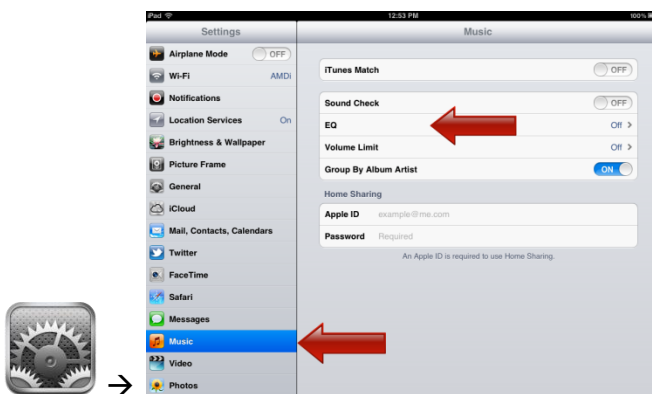 iPad 12:53 PM 100%
Settings
Music
Airplane Mode OFF
Wi-Fi AMDi
Notifications
Location Services On
Brightness & Wallpaper
Picture Frame
General
iCloud
Mail, Contacts, Calendars
Twitter
FaceTime
Safari
Messages
Music
Video
Photos
iTunes Match OFF
Sound Check OFF
EQ Off >
Volume Limit Off >
Group By Album Artist ON
Home Sharing
Apple ID example@me.com
Password Required
An Apple ID is required to use Home Sharing.
→